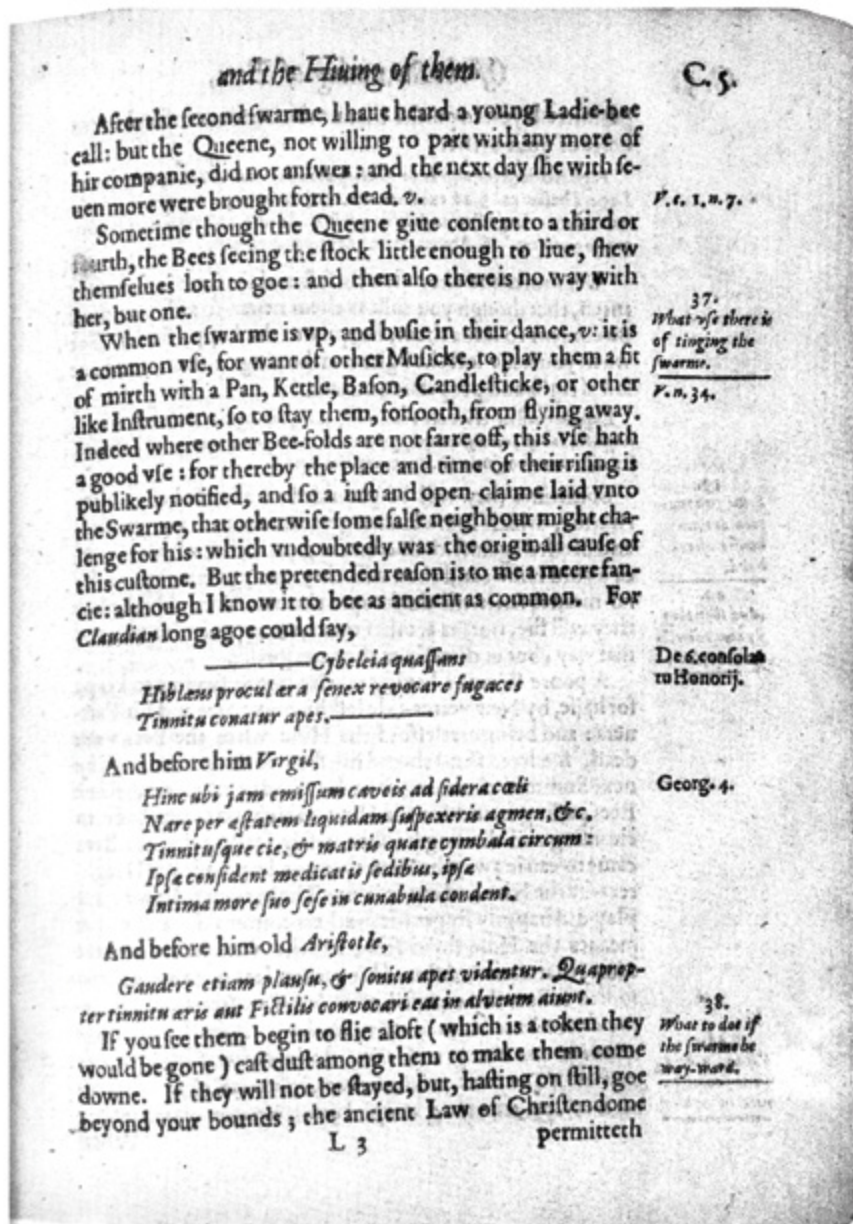 and the Hiuing of them.
C. 5.
After the ſecond ſwarme, I haue heard a young Ladie-bee
call: but the Queene, not willing to part with any more of
hir companie, did not anſwer: and the next day ſhe with ſe-
uen more were brought forth dead. v.
V. c. 1. n. 7.
Sometime though the Queene giue conſent to a third or
fourth, the Bees ſeeing the ſtock little enough to liue, ſhew
themſelues loth to goe: and then alſo there is no way with
her, but one.
37.
What vſe there is
of tinging the
ſwarme.
When the ſwarme is vp, and buſie in their dance, v: it is
a common vſe, for want of other Muſicke, to play them a fit
of mirth with a Pan, Kettle, Baſon, Candleſticke, or other
like Inſtrument, ſo to ſtay them, forſooth, from flying away.
V. n. 34.
Indeed where other Bee-folds are not farre off, this vſe hath
a good vſe: for thereby the place and time of their riſing is
publikely notified, and ſo a iuſt and open claime laid vnto
the Swarme, that otherwiſe ſome falſe neighbour might cha-
lenge for his: which vndoubtedly was the originall cauſe of
this cuſtome. But the pretended reaſon is to me a meere fan-
cie: although I know it to bee as ancient as common. For
Claudian long agoe could ſay,
——Cybeleia quaſſans
Hiblæus procul æra ſenex revocare fugaces
Tinnitu conatur apes.——
De 6. conſola
tu Honorij.
And before him Virgil,
Hinc ubi jam emiſſum caveis ad ſidera cœli
Nare per æſtatem liquidam ſuſpexeris agmen, &c.
Tinnituſque cie, & matris quate cymbala circum
Ipſæ conſident medicatis ſedibus, ipſæ
Intima more ſuo ſeſe in cunabula condent.
Georg. 4.
And before him old Ariſtotle,
Gaudere etiam plauſu, & ſonitu apes videntur. Quaprop-
ter tinnitu æris aut Fictilis convocari eas in alveum aiunt.
If you ſee them begin to flie aloft (which is a token they
would be gone) caſt duſt among them to make them come
downe. If they will not be ſtayed, but, haſting on ſtill, goe
beyond your bounds; the ancient Law of Chriſtendome
38.
What to doe if
the ſwarme be
way-ward.
L 3
permitteth